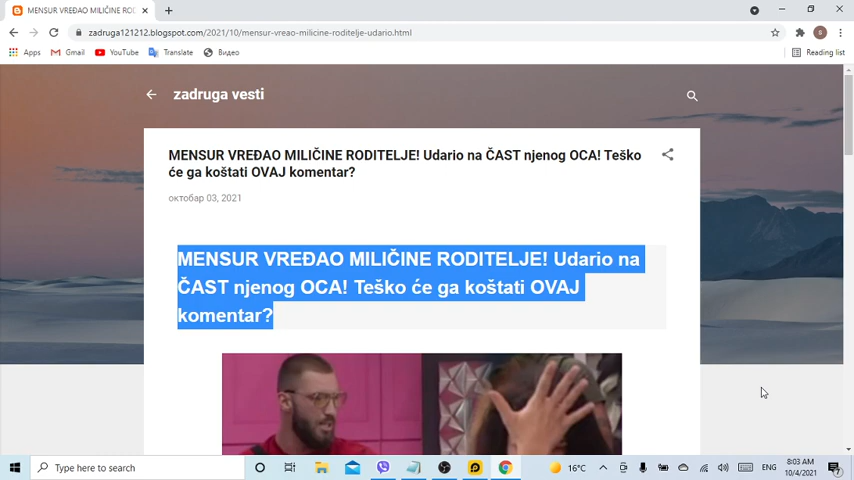 MENSUR VREĐAO MILIČINE ROD
zadruga121212.blogspot.com/2021/10/mensur-vreao-milicine-roditelje-udario.html
B
Apps
Gmail
YouTube
Translate
Видео
Reading list
zadruga vesti
MENSUR VREĐAO MILIČINE RODITELJE! Udario na ČAST njenog OCA! Teško
će ga koštati OVAJ komentar?
октобар 03, 2021
MENSUR VREĐAO MILIČINE RODITELJE! Udario na
ČAST njenog OCA! Teško će ga koštati OVAJ
komentar?
Type here to search
16°C
ENG
8:03 AM
10/4/2021
7